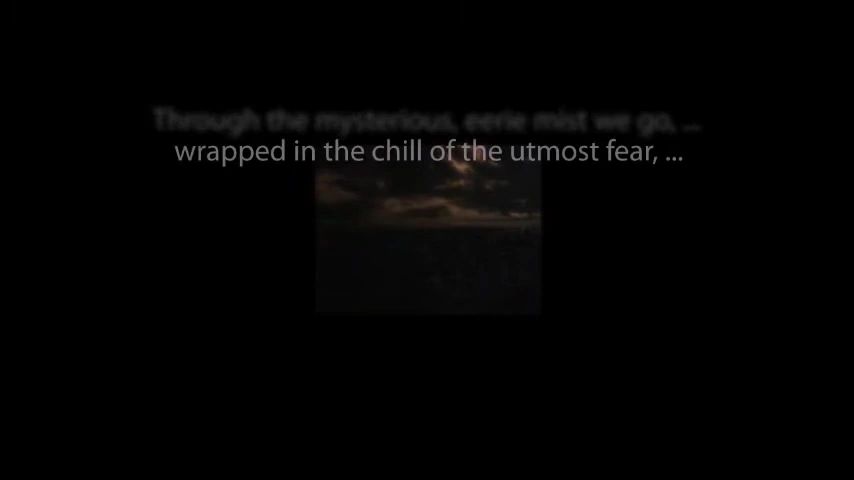 Through the mysterious, eerie mist we go, ...
wrapped in the chill of the utmost fear, ...